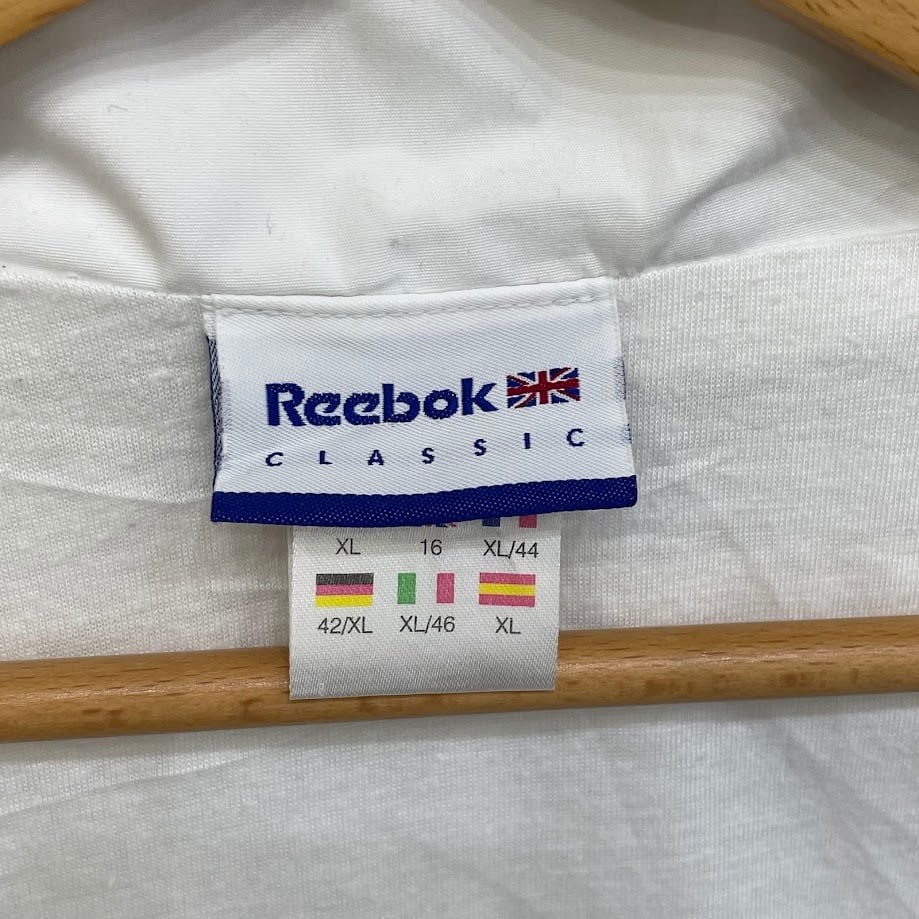 Reebok
CLASSIC
XL 16 XL/44
42/XL XL/46 XL